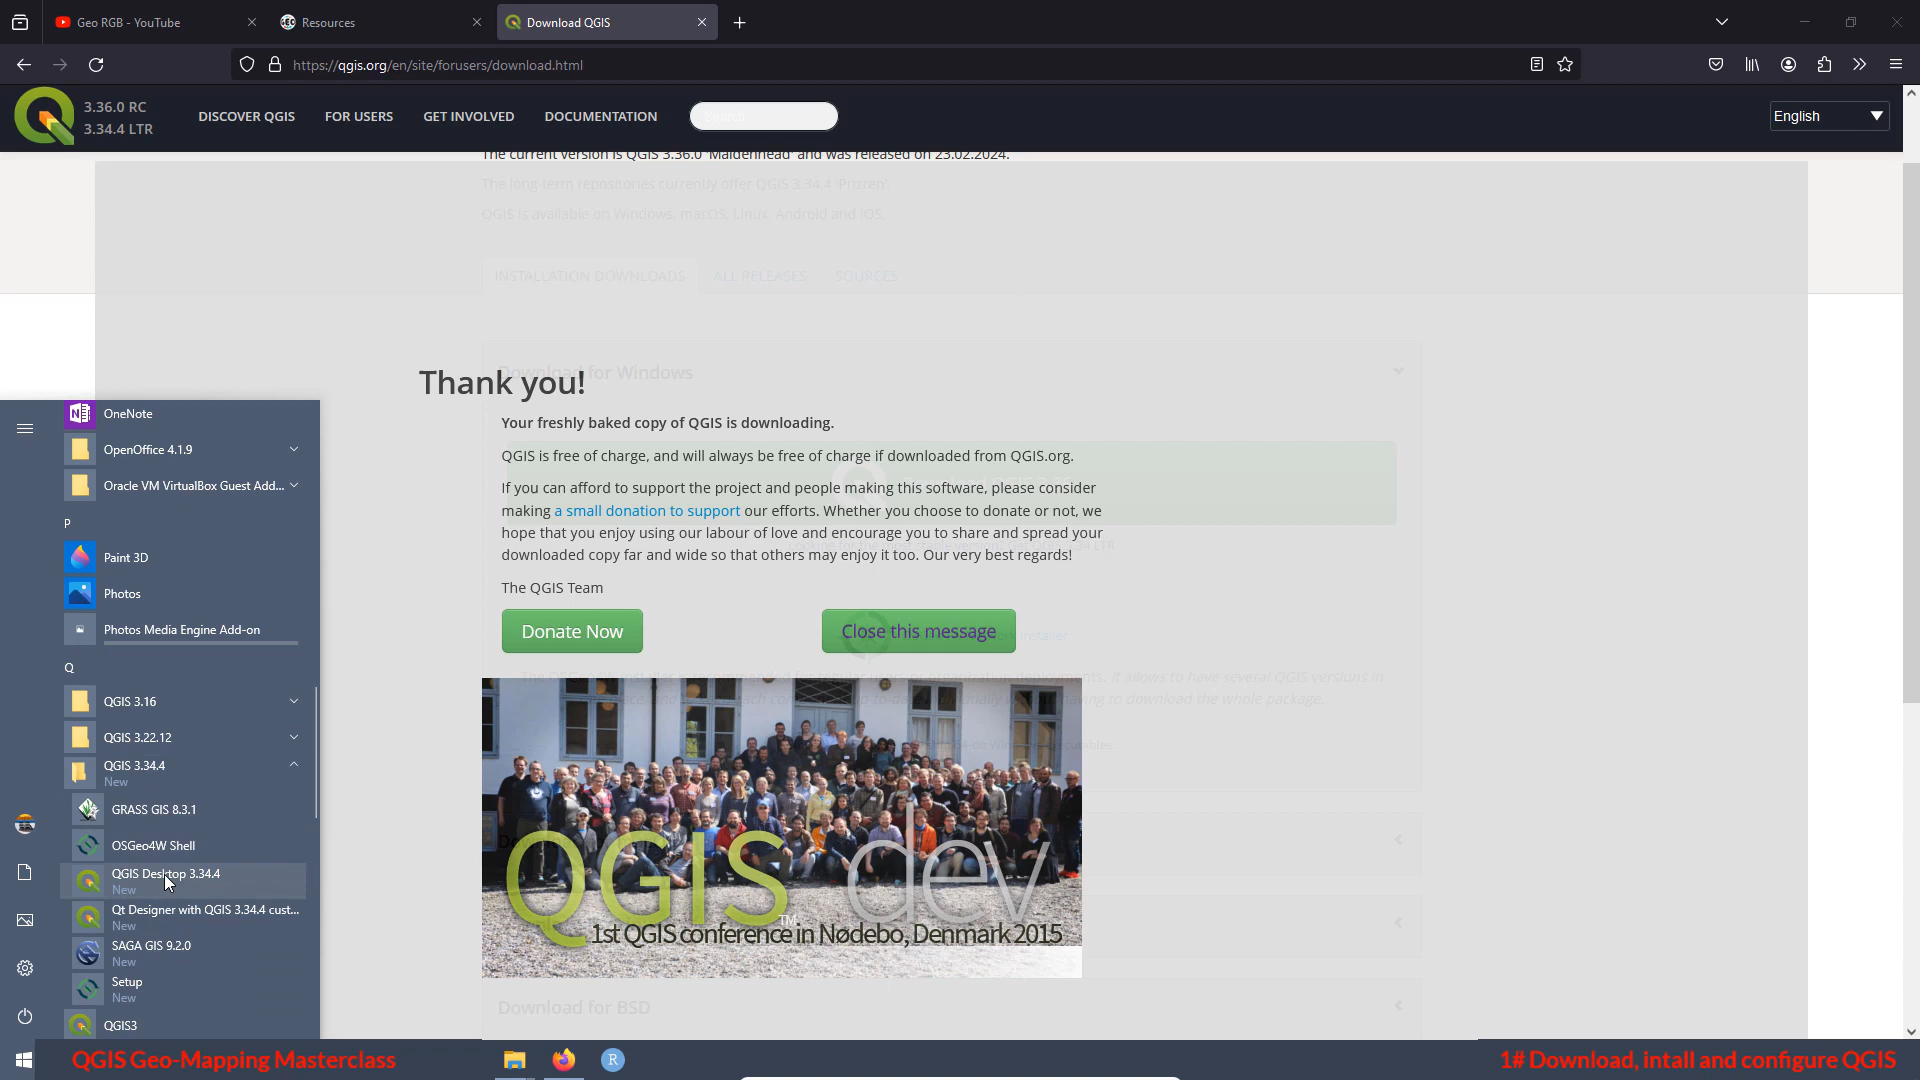 Geo RGB - YouTube
Resources
Download QGIS
https://qgis.org/en/site/forusers/download.html
3.36.0 RC
3.34.4 LTR
DISCOVER QGIS
FOR USERS
GET INVOLVED
DOCUMENTATION
Search
English
The current version is QGIS 3.36.0 'Maidenhead' and was released on 23.02.2024.
The long-term repositories currently offer QGIS 3.34.4 'Prizren'.
QGIS is available on Windows, macOS, Linux, Android and iOS.
INSTALLATION DOWNLOADS
ALL RELEASES
SOURCES
Download for Windows
Thank you!
Your freshly baked copy of QGIS is downloading.
QGIS is free of charge, and will always be free of charge if downloaded from QGIS.org.
If you can afford to support the project and people making this software, please consider
making a small donation to support our efforts. Whether you choose to donate or not, we
hope that you enjoy using our labour of love and encourage you to share and spread your
downloaded copy far and wide so that others may enjoy it too. Our very best regards!
The QGIS Team
Donate Now
Close this message
QGIS dev
TM
1st QGIS conference in Nødebo, Denmark 2015
Download for BSD
OneNote
OpenOffice 4.1.9
Oracle VM VirtualBox Guest Add...
P
Paint 3D
Photos
Photos Media Engine Add-on
Q
QGIS 3.16
QGIS 3.22.12
QGIS 3.34.4
New
GRASS GIS 8.3.1
OSGeo4W Shell
QGIS Desktop 3.34.4
New
Qt Designer with QGIS 3.34.4 cust...
New
SAGA GIS 9.2.0
New
Setup
New
QGIS3
QGIS Geo-Mapping Masterclass
1# Download, intall and configure QGIS